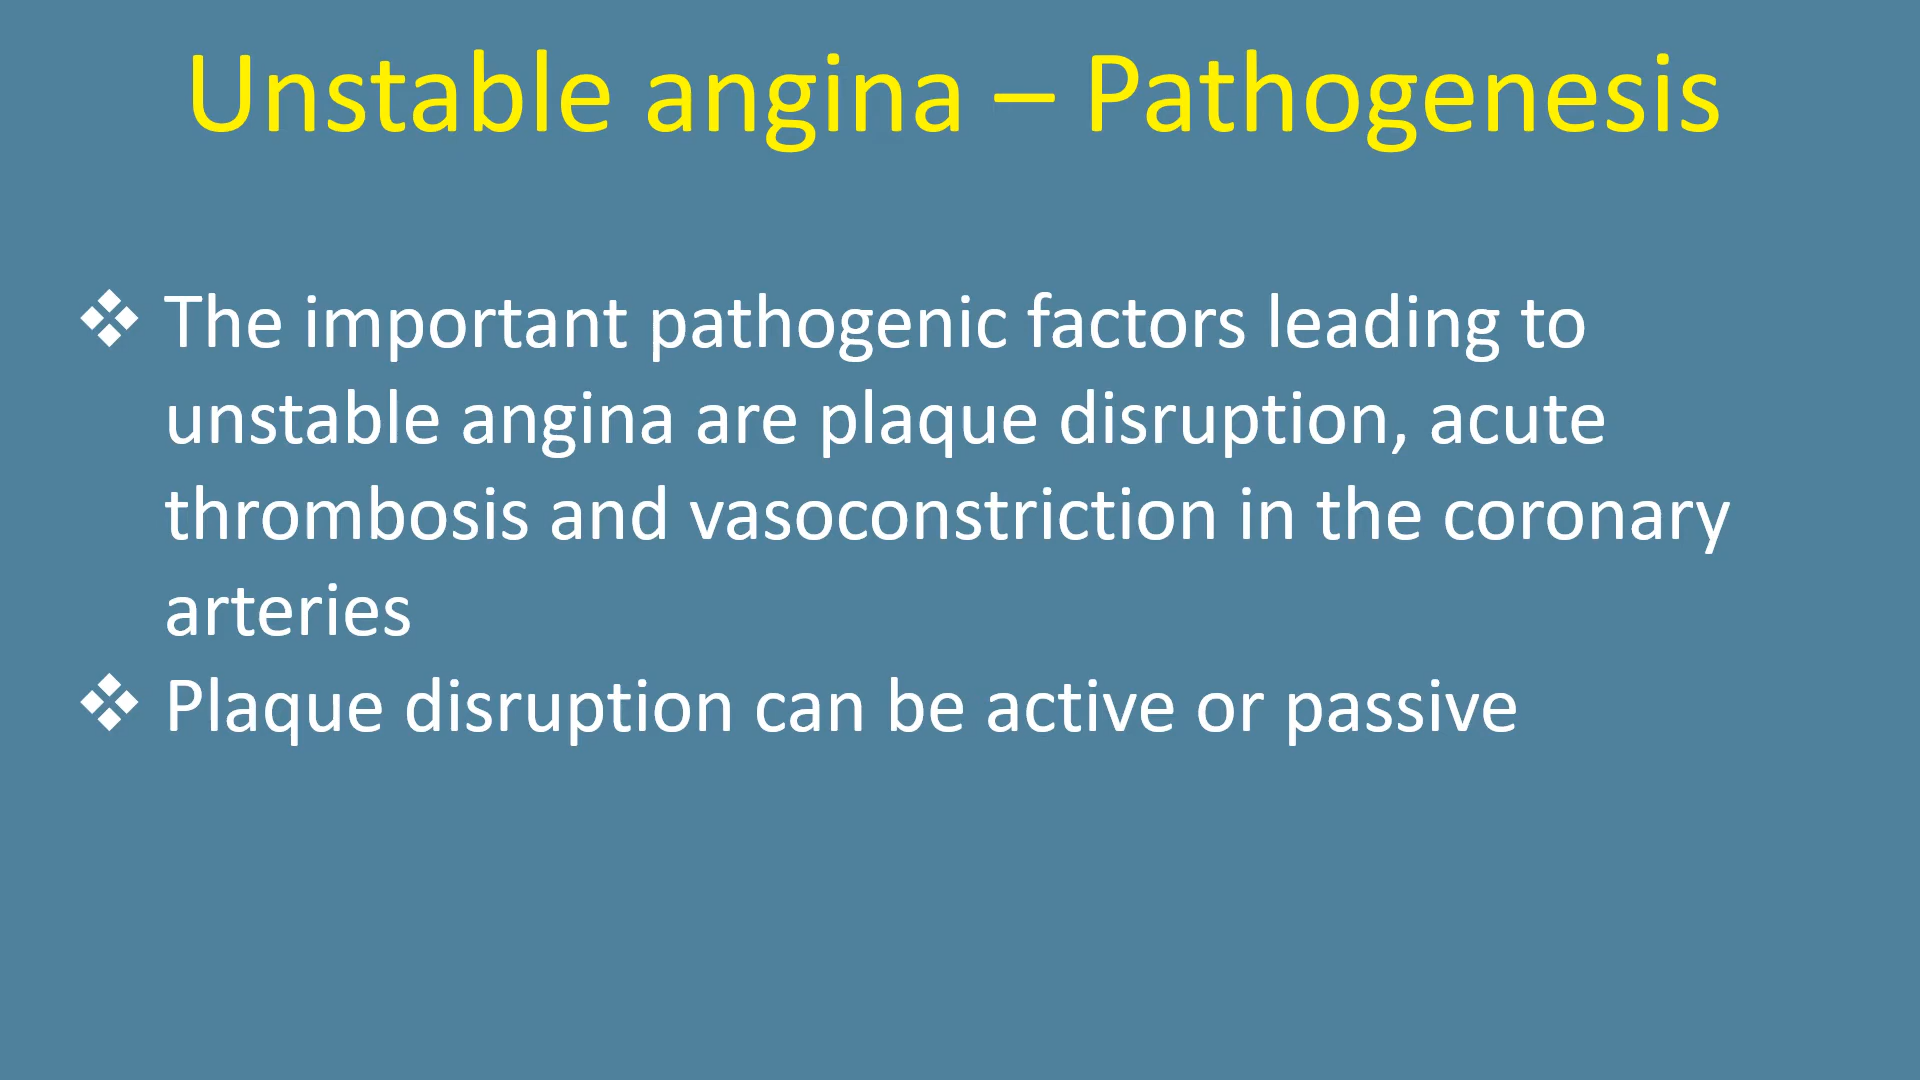 Unstable angina – Pathogenesis
❖ The important pathogenic factors leading to
unstable angina are plaque disruption, acute
thrombosis and vasoconstriction in the coronary
arteries
❖ Plaque disruption can be active or passive